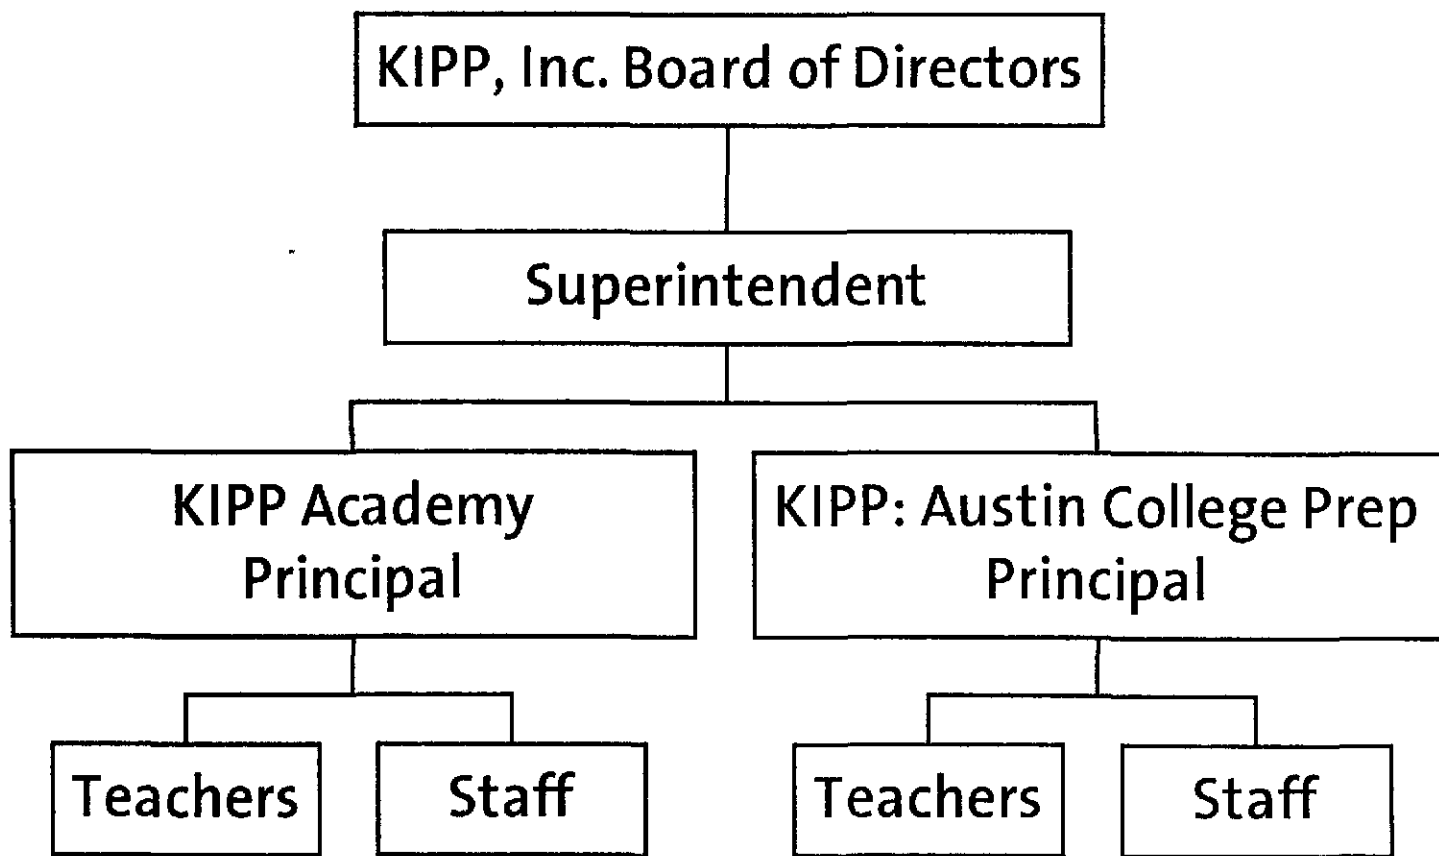 KIPP, Inc. Board of Directors
Superintendent
KIPP Academy
Principal
KIPP: Austin College Prep
Principal
Teachers
Staff
Teachers
Staff